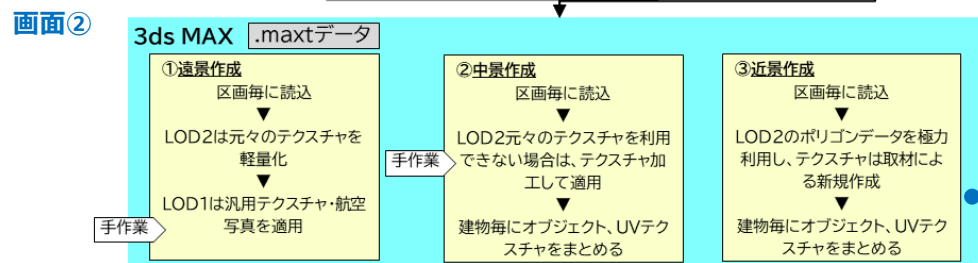 画面②
3ds MAX .maxtデータ
①遠景作成
区画毎に読込
▼
LOD2は元々のテクスチャを
軽量化
▼
LOD1は汎用テクスチャ・航空
写真を適用
手作業
②中景作成
区画毎に読込
▼
LOD2元々のテクスチャを利用
できない場合は、テクスチャ加
工して適用
手作業
▼
建物毎にオブジェクト、UVテク
スチャをまとめる
③近景作成
区画毎に読込
▼
LOD2のポリゴンデータを極力
利用し、テクスチャは取材によ
る新規作成
▼
建物毎にオブジェクト、UVテク
スチャをまとめる